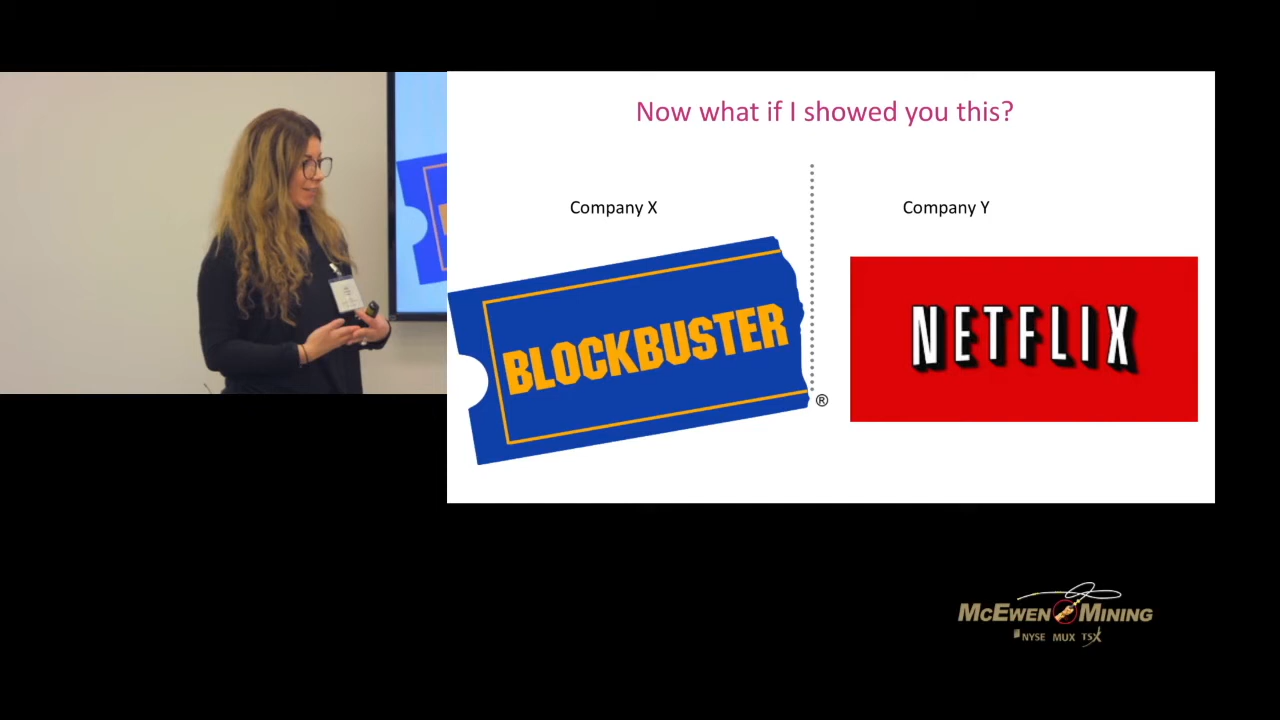 Now what if I showed you this?
Company X
Company Y
BLOCKBUSTER
®
NETFLIX
MCEWEN MINING
NYSE MUX TSX